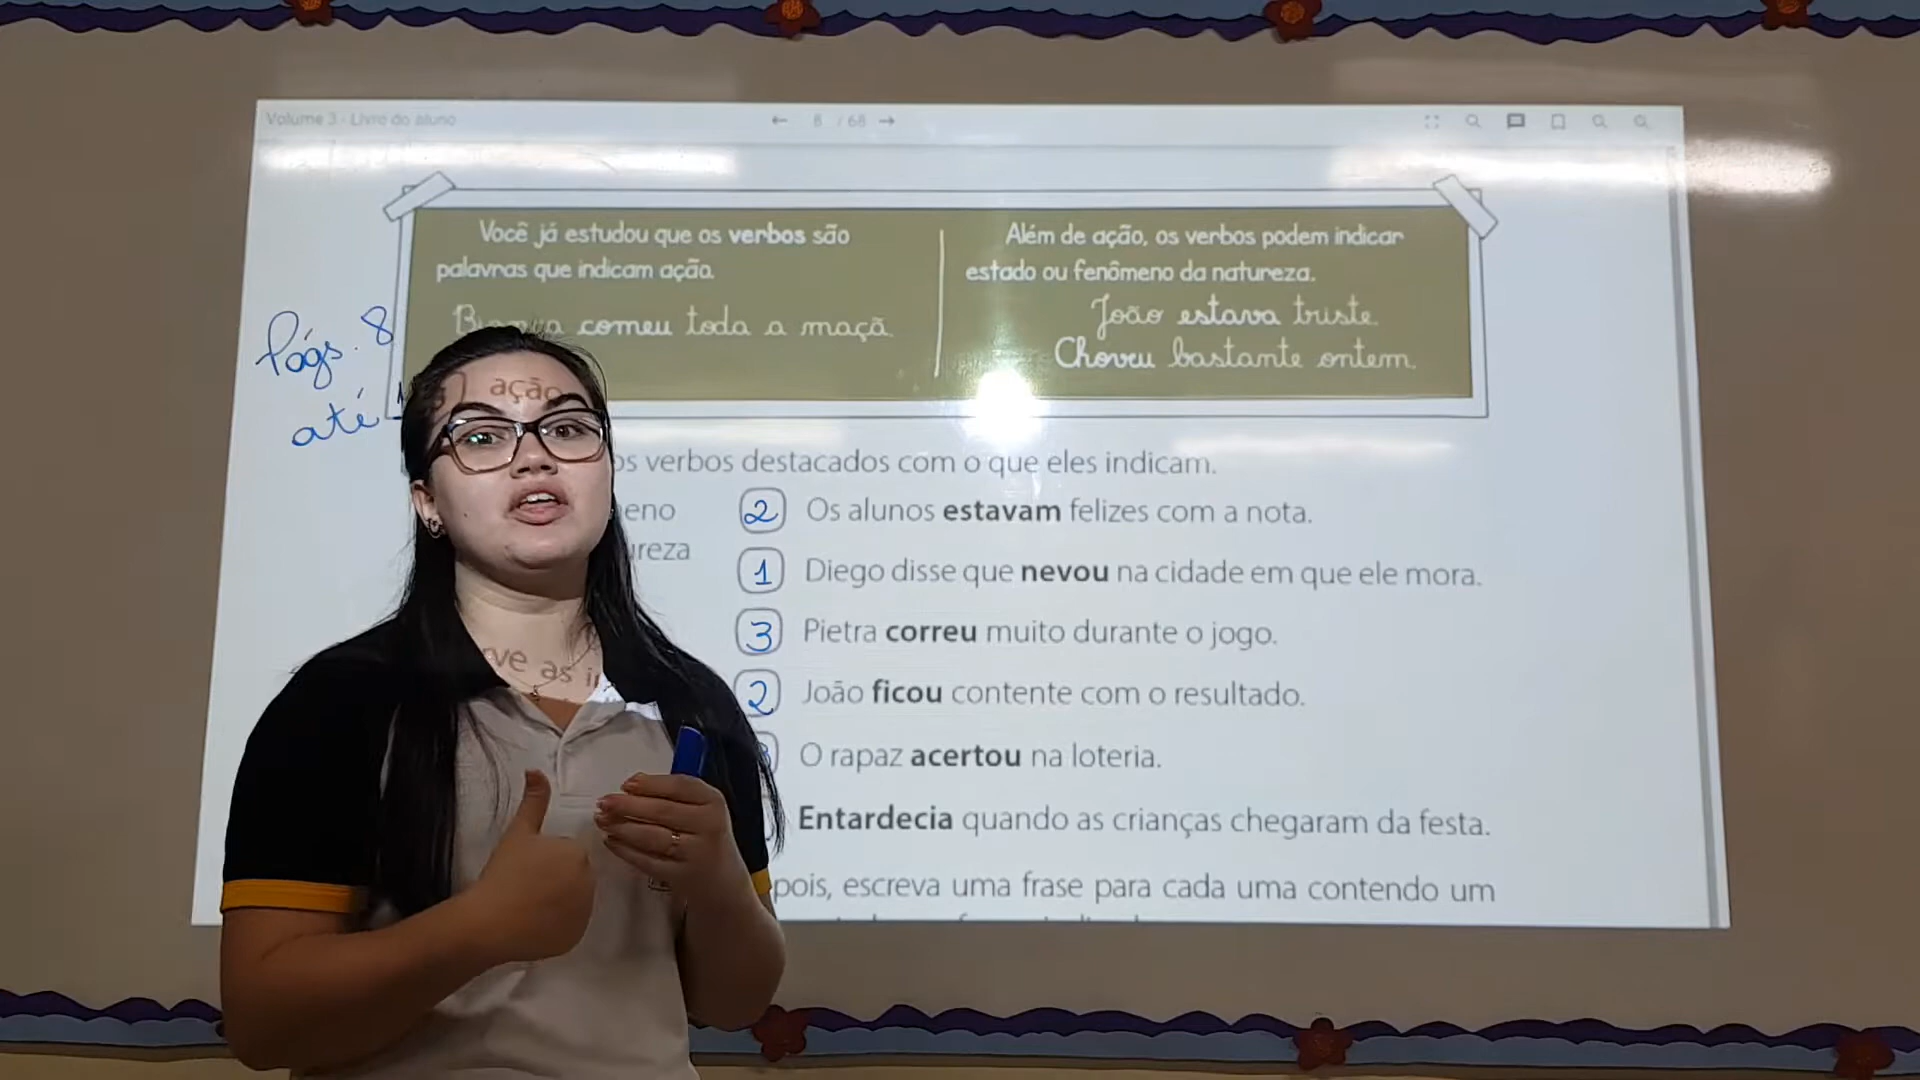 Volume 3 - Livro do aluno
← 8 / 68 →
Você já estudou que os verbos são
palavras que indicam ação.
comeu toda a maçã.
Além de ação, os verbos podem indicar
estado ou fenômeno da natureza.
João estava triste.
Choveu bastante ontem.
Págs. 8
até
ação
os verbos destacados com o que eles indicam.
eno
ureza
2 Os alunos estavam felizes com a nota.
1 Diego disse que nevou na cidade em que ele mora.
3 Pietra correu muito durante o jogo.
2 João ficou contente com o resultado.
O rapaz acertou na loteria.
Entardecia quando as crianças chegaram da festa.
rve as i
pois, escreva uma frase para cada uma contendo um